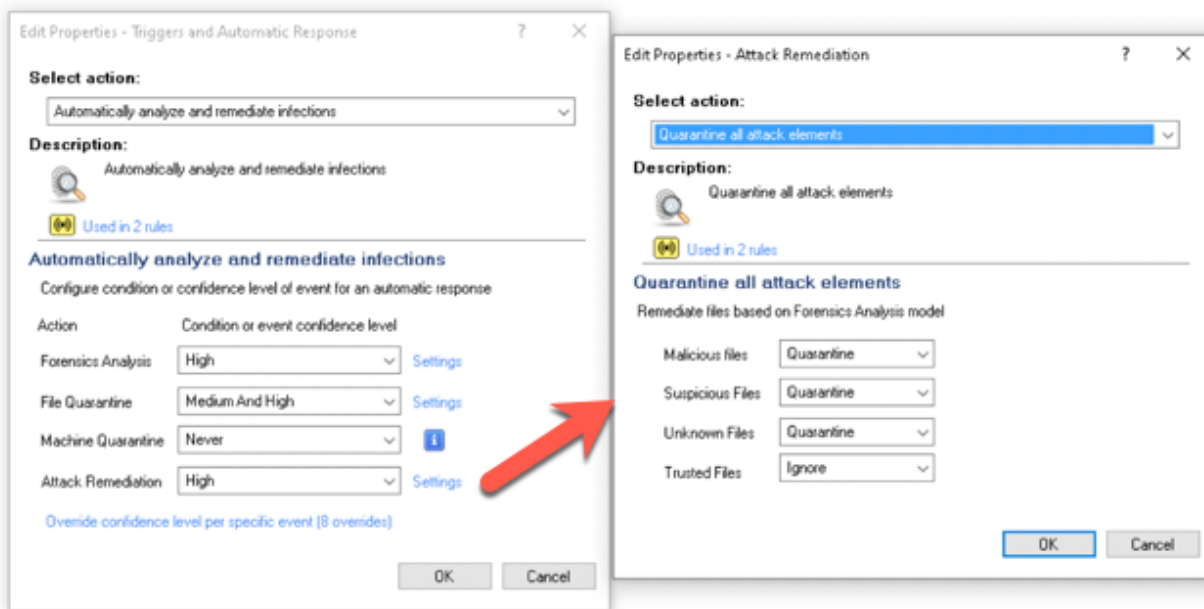 Edit Properties - Triggers and Automatic Response ?
Select action:
Automatically analyze and remediate infections
Description:
Automatically analyze and remediate infections
Used in 2 rules
Automatically analyze and remediate infections
Configure condition or confidence level of event for an automatic response
Action Condition or event confidence level
Forensics Analysis High Settings
File Quarantine Medium And High Settings
Machine Quarantine Never i
Attack Remediation High Settings
Override confidence level per specific event (8 overrides)
OK Cancel
Edit Properties - Attack Remediation ?
Select action:
Quarantine all attack elements
Description:
Quarantine all attack elements
Used in 2 rules
Quarantine all attack elements
Remediate files based on Forensics Analysis model
Malicious files Quarantine
Suspicious Files Quarantine
Unknown Files Quarantine
Trusted Files Ignore
OK Cancel